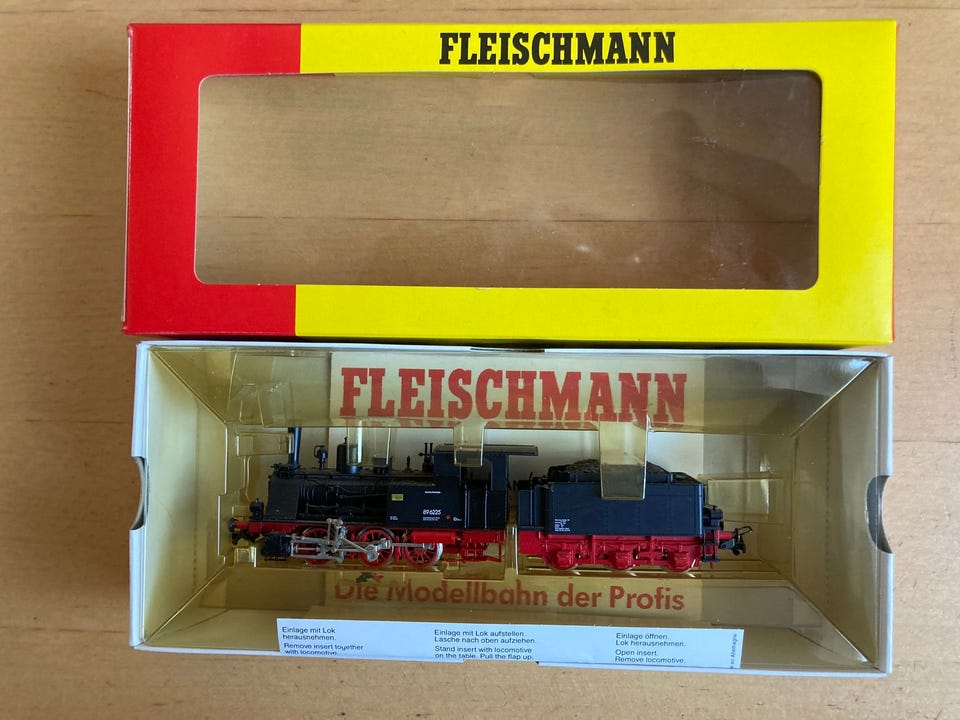 FLEISCHMANN
FLEISCHMANN
89 6225
Die Modellbahn der Profis
Einlage mit Lok
herausnehmen.
Remove insert together
with locomotive.
Einlage mit Lok aufstellen.
Lasche nach oben aufziehen.
Stand insert with locomotive
on the table. Pull the flap up.
Einlage öffnen.
Lok herausnehmen.
Open insert.
Remove locomotive.